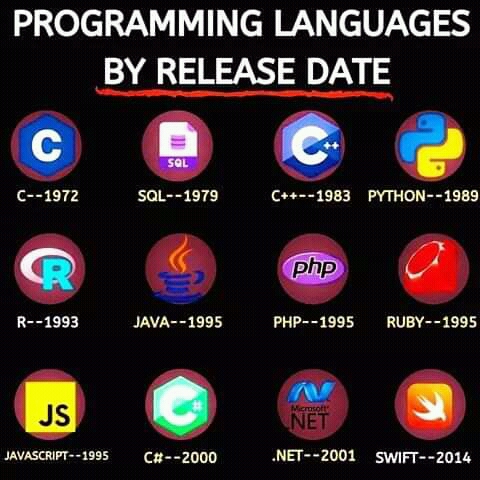 PROGRAMMING LANGUAGES
BY RELEASE DATE
C
SQL
C++
C--1972
SQL--1979
C++--1983
PYTHON--1989
R
php
R--1993
JAVA--1995
PHP--1995
RUBY--1995
JS
C#
Microsoft®
.NET
JAVASCRIPT--1995
C#--2000
.NET--2001
SWIFT--2014